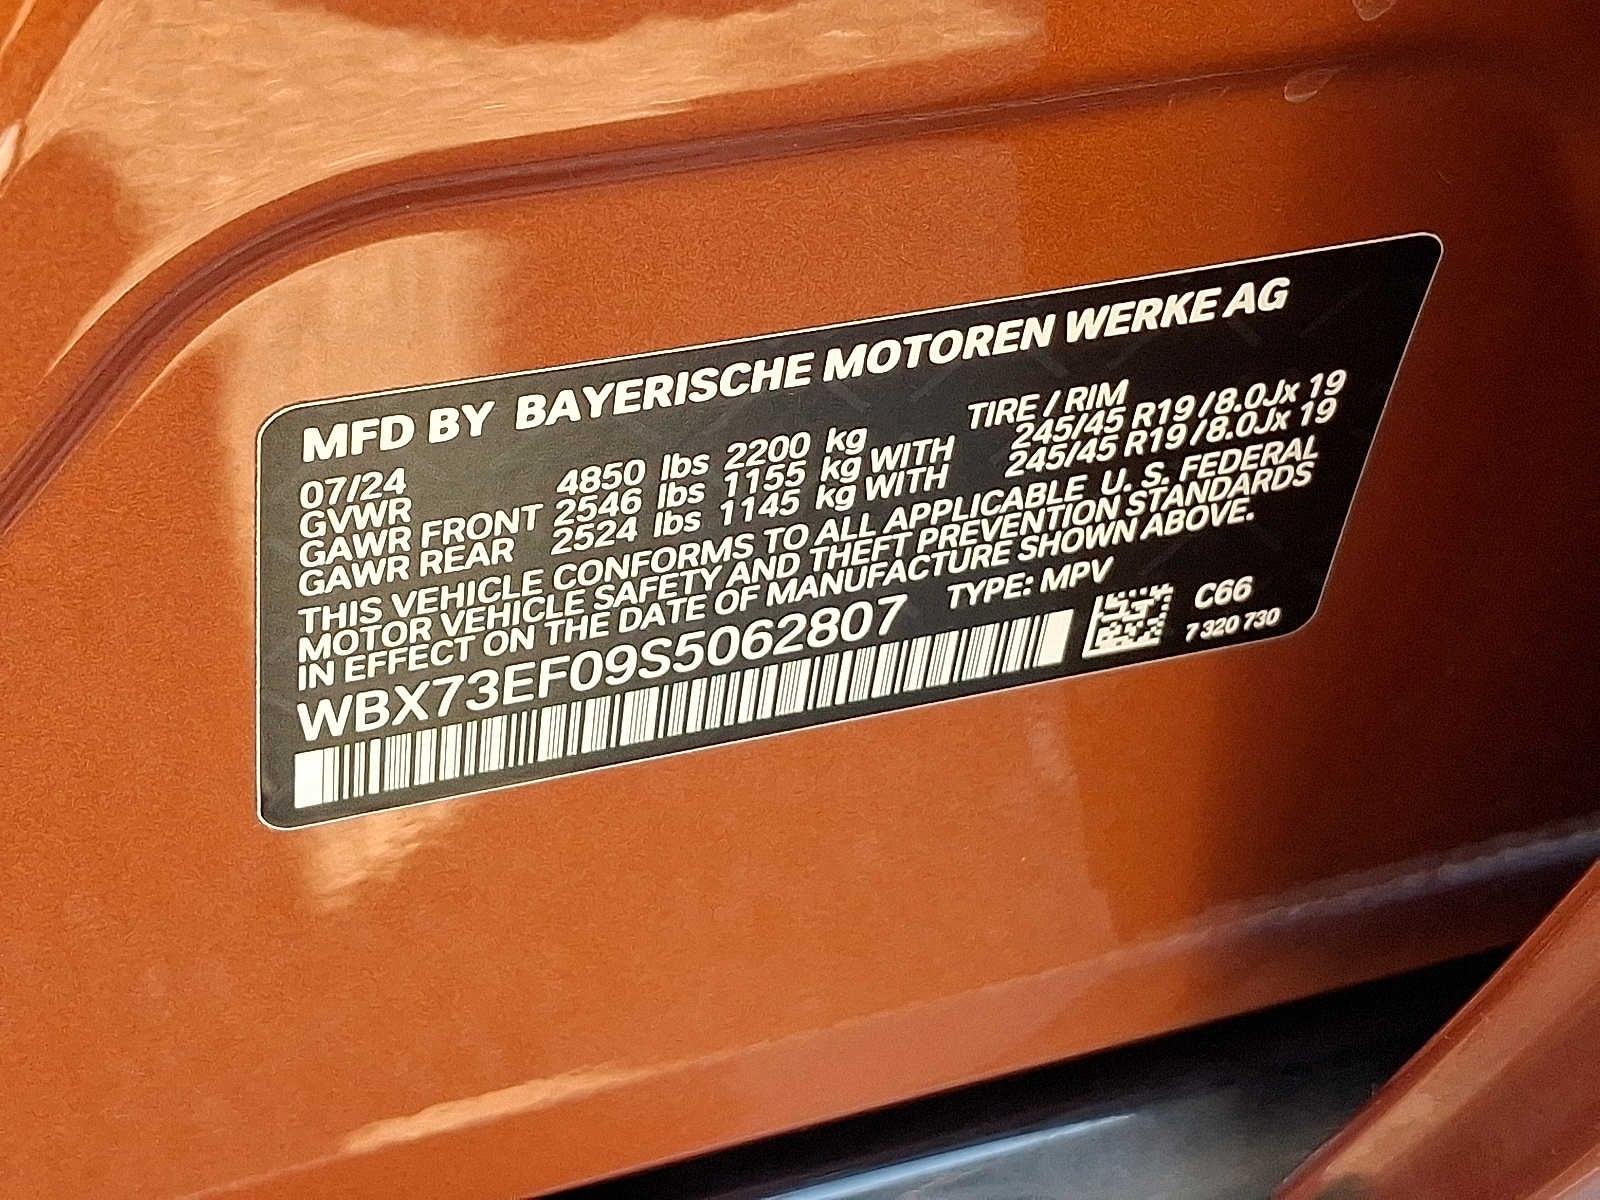 MFD BY BAYERISCHE MOTOREN WERKE AG
07/24 TIRE / RIM
GVWR 4850 lbs 2200 kg
GAWR FRONT 2546 lbs 1155 kg WITH 245/45 R19 / 8.0Jx 19
GAWR REAR 2524 lbs 1145 kg WITH 245/45 R19 / 8.0Jx 19
THIS VEHICLE CONFORMS TO ALL APPLICABLE U. S. FEDERAL
MOTOR VEHICLE SAFETY AND THEFT PREVENTION STANDARDS
IN EFFECT ON THE DATE OF MANUFACTURE SHOWN ABOVE.
WBX73EF09S5062807 TYPE: MPV
C66
7 320 730